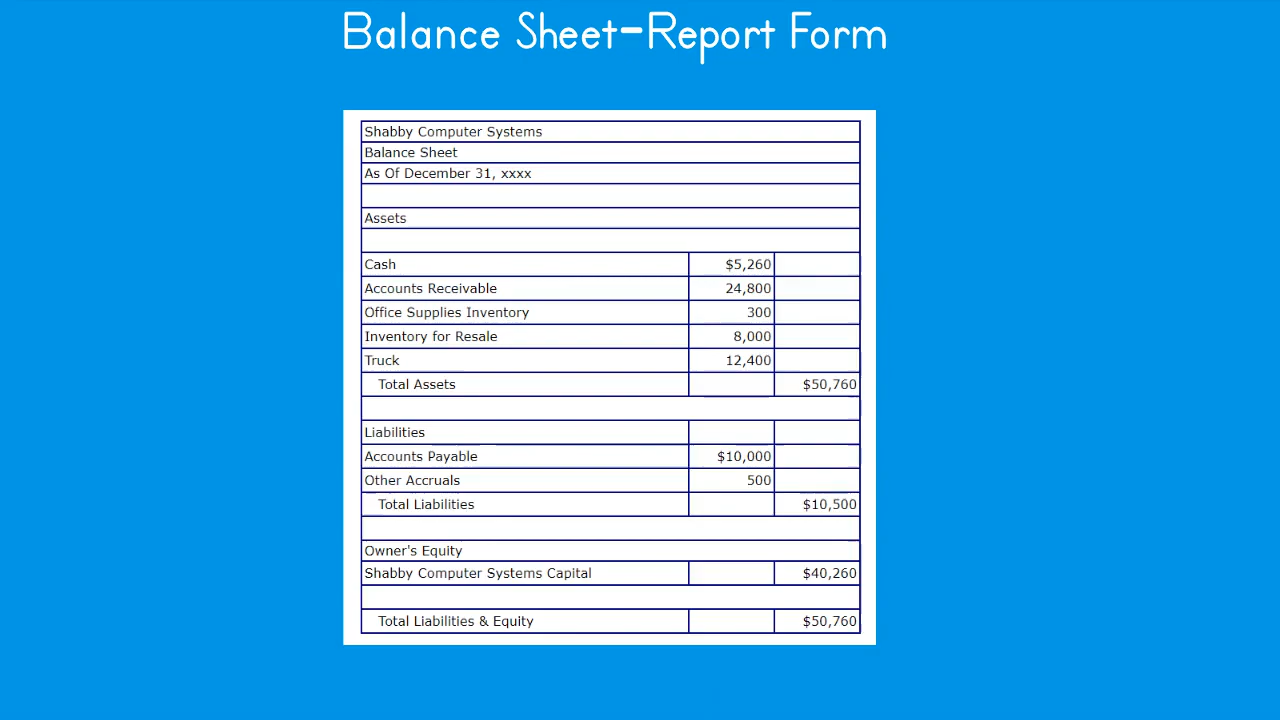 Balance Sheet-Report Form
Shabby Computer Systems
Balance Sheet
As Of December 31, xxxx
Assets
Cash $5,260
Accounts Receivable 24,800
Office Supplies Inventory 300
Inventory for Resale 8,000
Truck 12,400
Total Assets $50,760
Liabilities
Accounts Payable $10,000
Other Accruals 500
Total Liabilities $10,500
Owner's Equity
Shabby Computer Systems Capital $40,260
Total Liabilities & Equity $50,760